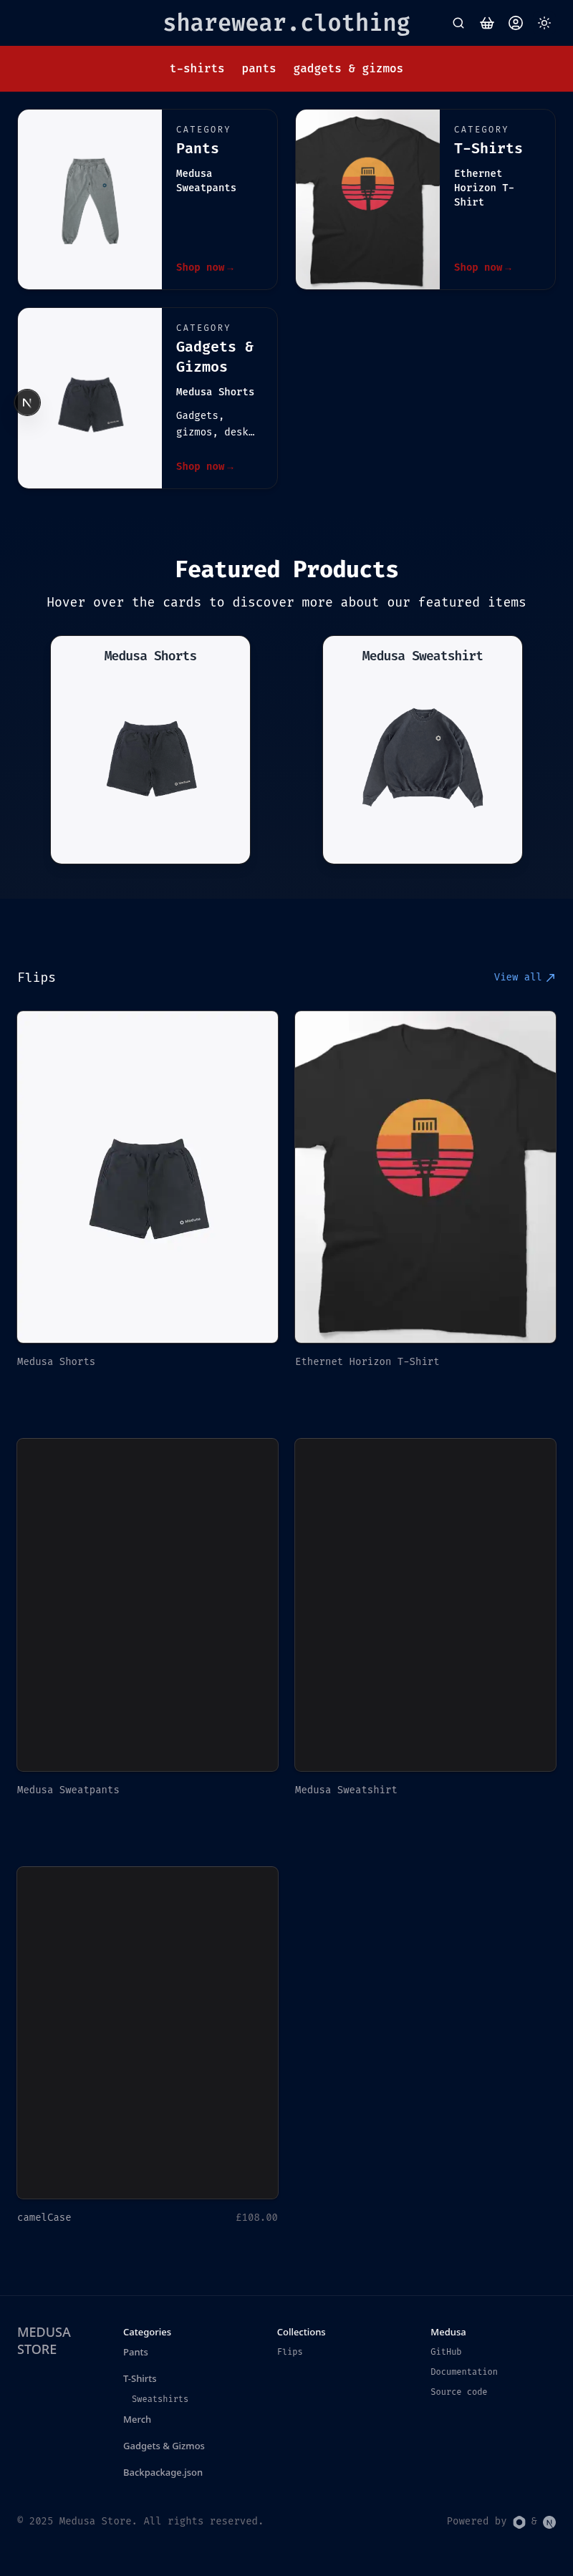 sharewear.clothing
t-shirts pants gadgets & gizmos
CATEGORY
Pants
Medusa
Sweatpants
Shop now →
CATEGORY
T-Shirts
Ethernet
Horizon T-
Shirt
Shop now →
CATEGORY
Gadgets &
Gizmos
Medusa Shorts
Gadgets,
gizmos, desk…
Shop now →
N
Featured Products
Hover over the cards to discover more about our featured items
Medusa Shorts
Medusa Sweatshirt
Flips
View all
Medusa Shorts
Ethernet Horizon T-Shirt
Medusa Sweatpants
Medusa Sweatshirt
camelCase £108.00
MEDUSA
STORE
Categories
Pants
T-Shirts
Sweatshirts
Merch
Gadgets & Gizmos
Backpackage.json
Collections
Flips
Medusa
GitHub
Documentation
Source code
© 2025 Medusa Store. All rights reserved.
Powered by & N